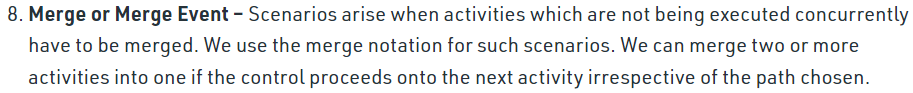 8. Merge or Merge Event – Scenarios arise when activities which are not being executed concurrently
have to be merged. We use the merge notation for such scenarios. We can merge two or more
activities into one if the control proceeds onto the next activity irrespective of the path chosen.